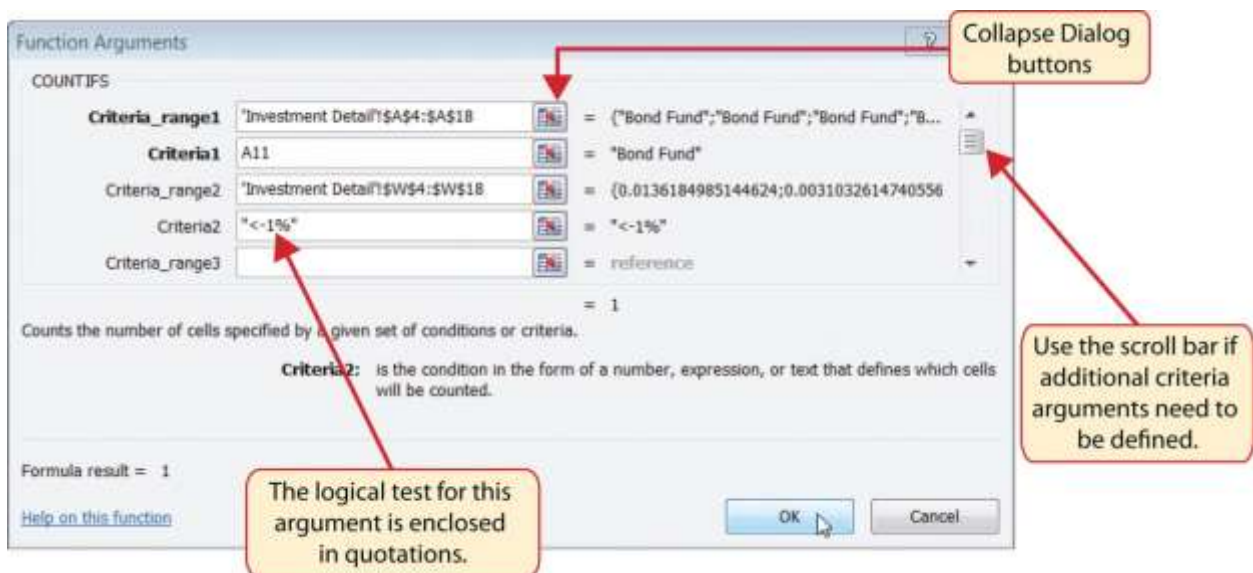 Function Arguments
Collapse Dialog
buttons
COUNTIFS
Criteria_range1 'Investment Detail'!$A$4:$A$18 = {"Bond Fund";"Bond Fund";"Bond Fund";"B...
Criteria1 A11 = "Bond Fund"
Criteria_range2 'Investment Detail'!$W$4:$W$18 = {0.0136184985144624;0.0031032614740556
Criteria2 "<-1%" = "<-1%"
Criteria_range3 = reference
= 1
Counts the number of cells specified by a given set of conditions or criteria.
Criteria2: is the condition in the form of a number, expression, or text that defines which cells
will be counted.
Use the scroll bar if
additional criteria
arguments need to
be defined.
Formula result = 1
The logical test for this
argument is enclosed
in quotations.
Help on this function
OK Cancel